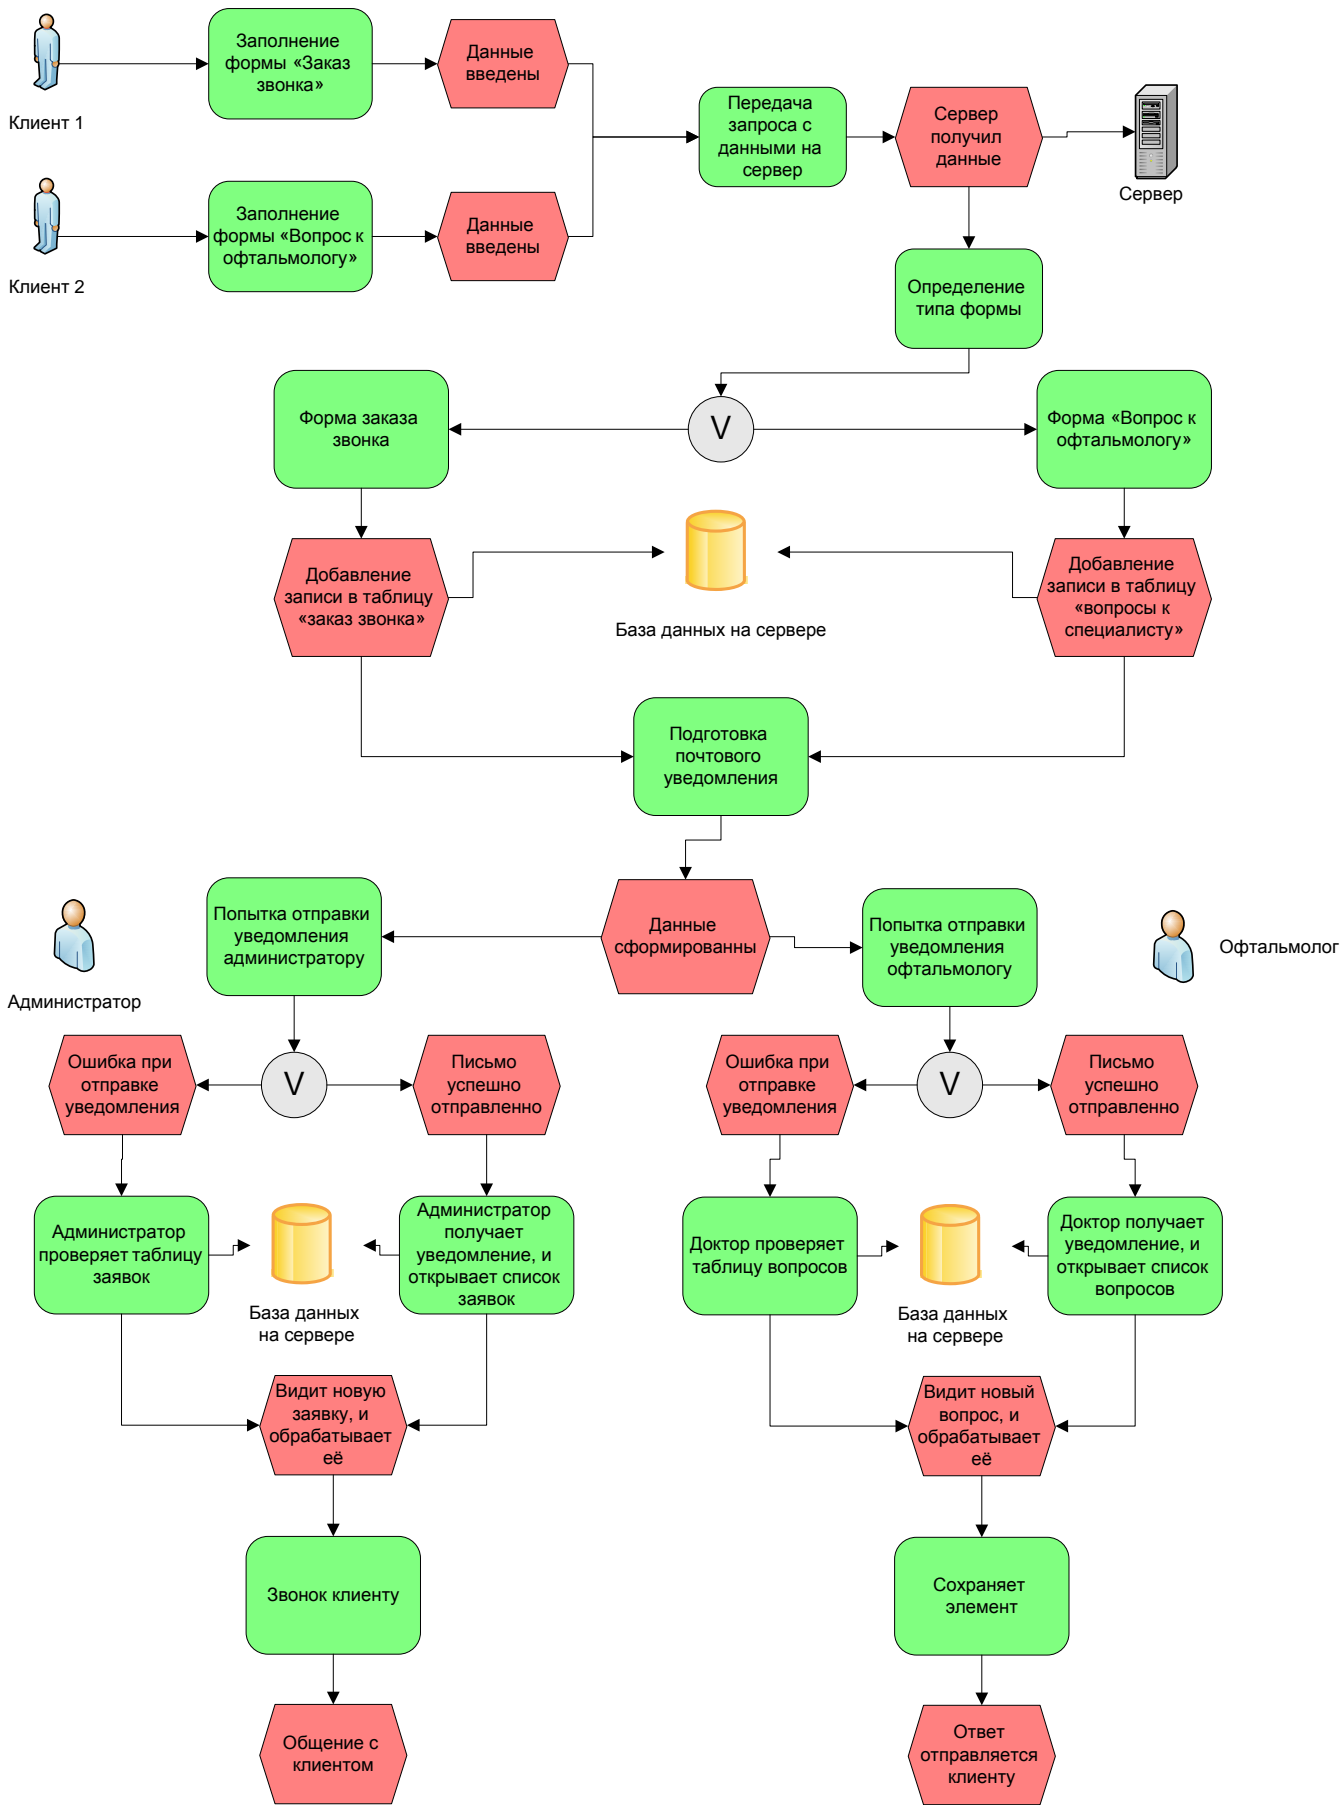 Заполнение
формы «Заказ
звонка»
Данные
введены
Клиент 1
Передача
запроса с
данными на
сервер
Сервер
получил
данные
Сервер
Заполнение
формы «Вопрос к
офтальмологу»
Данные
введены
Клиент 2
Определение
типа формы
Форма заказа
звонка
V
Форма «Вопрос к
офтальмологу»
Добавление
записи в таблицу
«заказ звонка»
База данных на сервере
Добавление
записи в таблицу
«вопросы к
специалисту»
Подготовка
почтового
уведомления
Администратор
Попытка отправки
уведомления
администратору
Данные
сформированны
Попытка отправки
уведомления
офтальмологу
Офтальмолог
Ошибка при
отправке
уведомления
V
Письмо
успешно
отправленно
Ошибка при
отправке
уведомления
V
Письмо
успешно
отправленно
Администратор
проверяет таблицу
заявок
База данных
на сервере
Администратор
получает
уведомление, и
открывает список
заявок
Доктор проверяет
таблицу вопросов
База данных
на сервере
Доктор получает
уведомление, и
открывает список
вопросов
Видит новую
заявку, и
обрабатывает
её
Видит новый
вопрос, и
обрабатывает
её
Звонок клиенту
Сохраняет
элемент
Общение с
клиентом
Ответ
отправляется
клиенту